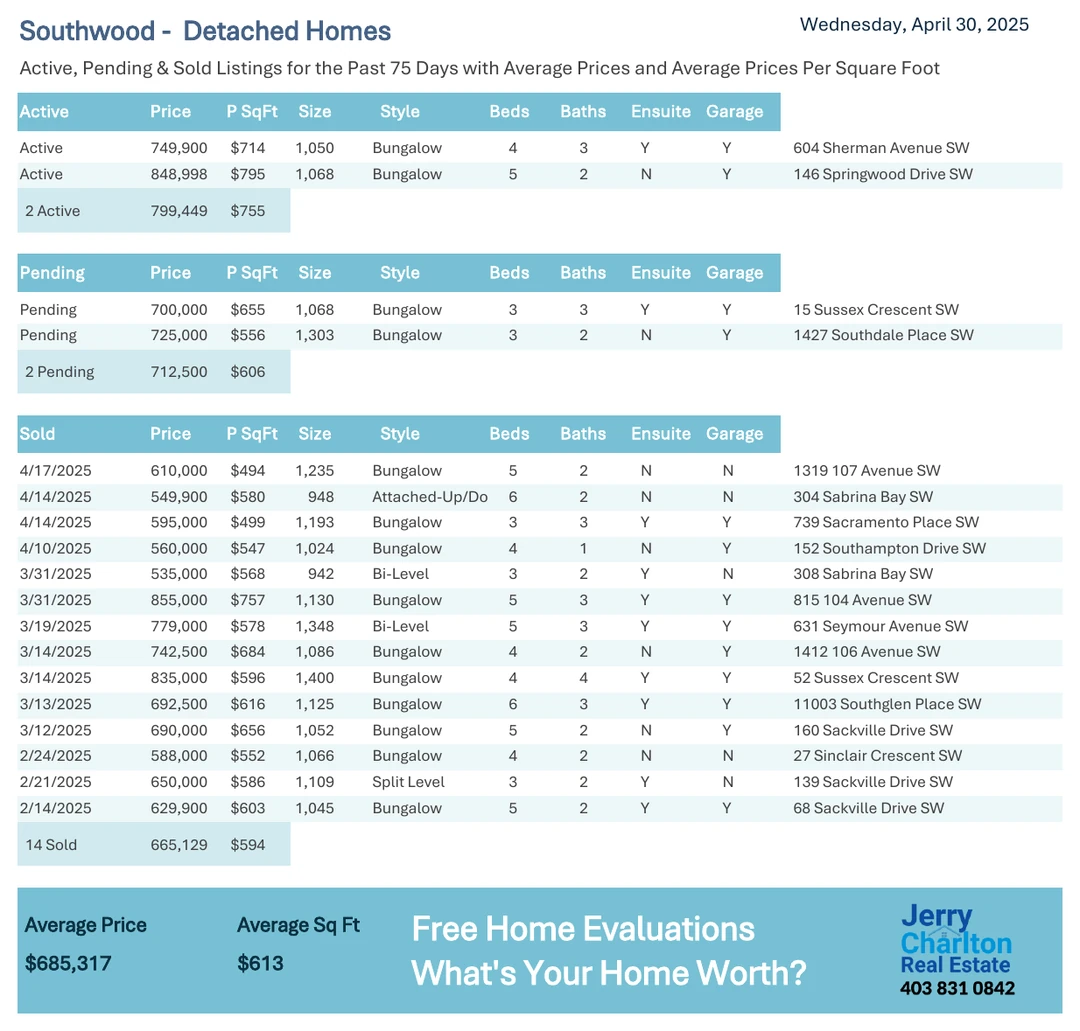 Southwood -  Detached Homes
Wednesday, April 30, 2025
Active, Pending & Sold Listings for the Past 75 Days with Average Prices and Average Prices Per Square Foot
Active Price P SqFt Size Style Beds Baths Ensuite Garage
Active 749,900 $714 1,050 Bungalow 4 3 Y Y 604 Sherman Avenue SW
Active 848,998 $795 1,068 Bungalow 5 2 N Y 146 Springwood Drive SW
2 Active 799,449 $755
Pending Price P SqFt Size Style Beds Baths Ensuite Garage
Pending 700,000 $655 1,068 Bungalow 3 3 Y Y 15 Sussex Crescent SW
Pending 725,000 $556 1,303 Bungalow 3 2 N Y 1427 Southdale Place SW
2 Pending 712,500 $606
Sold Price P SqFt Size Style Beds Baths Ensuite Garage
4/17/2025 610,000 $494 1,235 Bungalow 5 2 N N 1319 107 Avenue SW
4/14/2025 549,900 $580 948 Attached-Up/Do 6 2 N N 304 Sabrina Bay SW
4/14/2025 595,000 $499 1,193 Bungalow 3 3 Y Y 739 Sacramento Place SW
4/10/2025 560,000 $547 1,024 Bungalow 4 1 N Y 152 Southampton Drive SW
3/31/2025 535,000 $568 942 Bi-Level 3 2 Y N 308 Sabrina Bay SW
3/31/2025 855,000 $757 1,130 Bungalow 5 3 Y Y 815 104 Avenue SW
3/19/2025 779,000 $578 1,348 Bi-Level 5 3 Y Y 631 Seymour Avenue SW
3/14/2025 742,500 $684 1,086 Bungalow 4 2 N Y 1412 106 Avenue SW
3/14/2025 835,000 $596 1,400 Bungalow 4 4 Y Y 52 Sussex Crescent SW
3/13/2025 692,500 $616 1,125 Bungalow 6 3 Y Y 11003 Southglen Place SW
3/12/2025 690,000 $656 1,052 Bungalow 5 2 N Y 160 Sackville Drive SW
2/24/2025 588,000 $552 1,066 Bungalow 4 2 N N 27 Sinclair Crescent SW
2/21/2025 650,000 $586 1,109 Split Level 3 2 Y N 139 Sackville Drive SW
2/14/2025 629,900 $603 1,045 Bungalow 5 2 Y Y 68 Sackville Drive SW
14 Sold 665,129 $594
Average Price Average Sq Ft
$685,317 $613
Free Home Evaluations
What's Your Home Worth?
Jerry
Charlton
Real Estate
403 831 0842